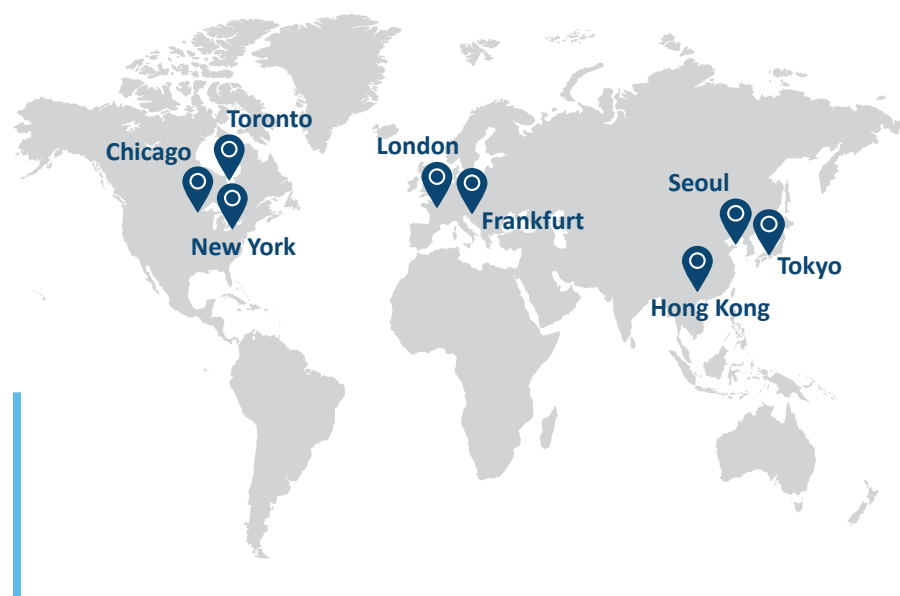 Toronto
Chicago
London
Seoul
Frankfurt
New York
Tokyo
Hong Kong